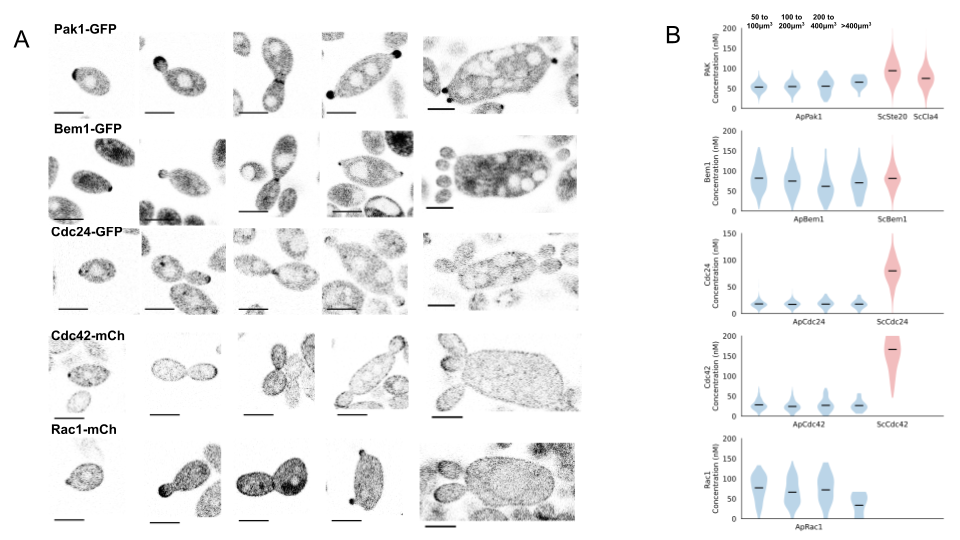 A
Pak1-GFP
Bem1-GFP
Cdc24-GFP
Cdc42-mCh
Rac1-mCh
B
50 to 100μm³
100 to 200μm³
200 to 400μm³
>400μm³
PAK
Concentration (nM)
200
150
100
50
0
ApPak1
ScSte20
ScCla4
Bem1
Concentration (nM)
200
150
100
50
0
ApBem1
ScBem1
Cdc24
Concentration (nM)
150
100
50
0
ApCdc24
ScCdc24
Cdc42
Concentration (nM)
200
150
100
50
0
ApCdc42
ScCdc42
Rac1
Concentration (nM)
200
150
100
50
0
ApRac1